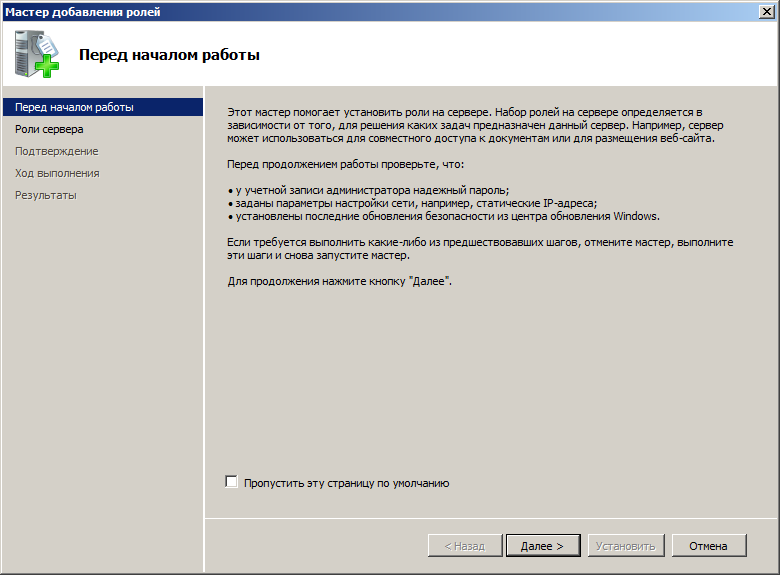 Мастер добавления ролей
Перед началом работы
Перед началом работы
Роли сервера
Подтверждение
Ход выполнения
Результаты
Этот мастер помогает установить роли на сервере. Набор ролей на сервере определяется в
зависимости от того, для решения каких задач предназначен данный сервер. Например, сервер
может использоваться для совместного доступа к документам или для размещения веб-сайта.
Перед продолжением работы проверьте, что:
• у учетной записи администратора надежный пароль;
• заданы параметры настройки сети, например, статические IP-адреса;
• установлены последние обновления безопасности из центра обновления Windows.
Если требуется выполнить какие-либо из предшествовавших шагов, отмените мастер, выполните
эти шаги и снова запустите мастер.
Для продолжения нажмите кнопку "Далее".
Пропустить эту страницу по умолчанию
< Назад
Далее >
Установить
Отмена